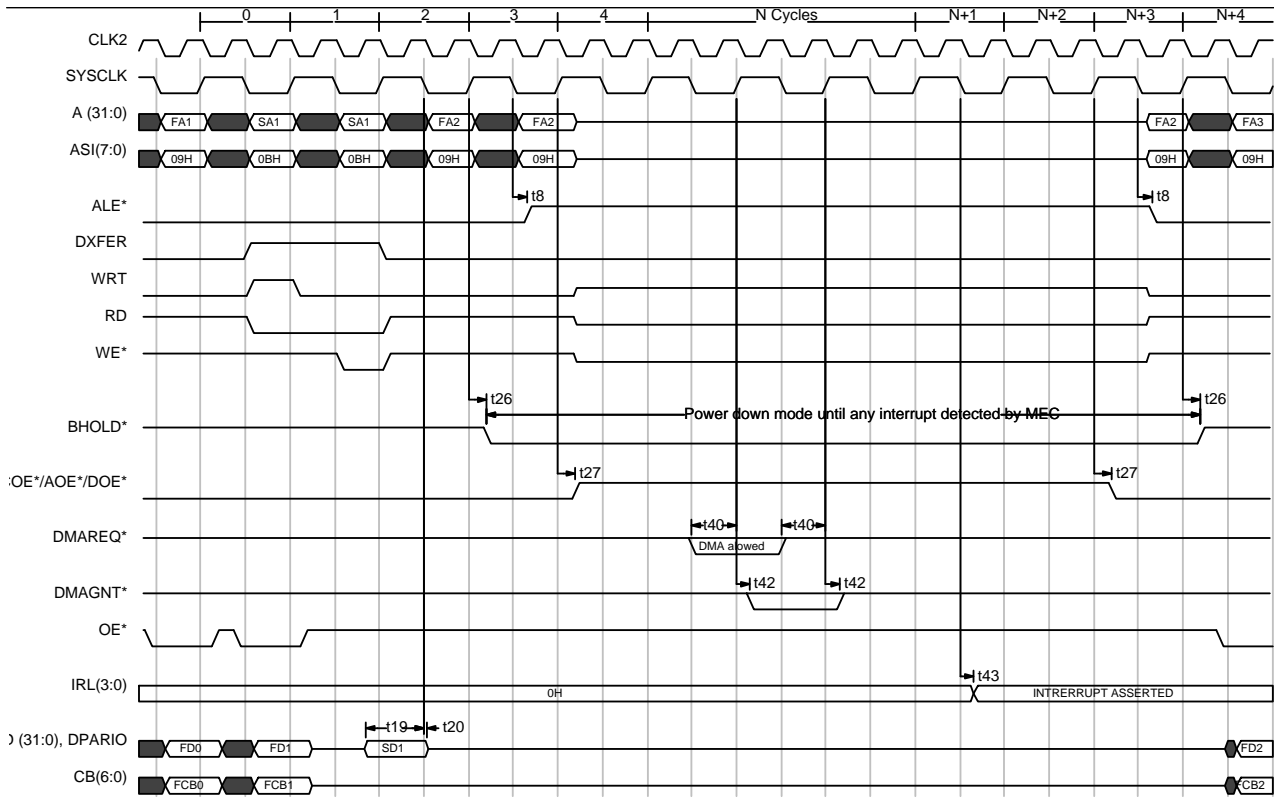 0 1 2 3 4 N Cycles N+1 N+2 N+3 N+4
CLK2
SYSCLK
A (31:0) FA1 SA1 SA1 FA2 FA2 FA2 FA3
ASI(7:0) 09H 0BH 0BH 09H 09H 09H 09H
ALE* t8 t8
DXFER
WRT
RD
WE*
t26 t26
Power down mode until any interrupt detected by MEC
BHOLD*
OE*/AOE*/DOE* t27 t27
DMAREQ* t40 t40
DMA alowed
DMAGNT* t42 t42
OE*
IRL(3:0) 0H t43 INTRERRUPT ASSERTED
(31:0), DPARIO FD0 FD1 t19 SD1 t20 FD2
CB(6:0) FCB0 FCB1 FCB2